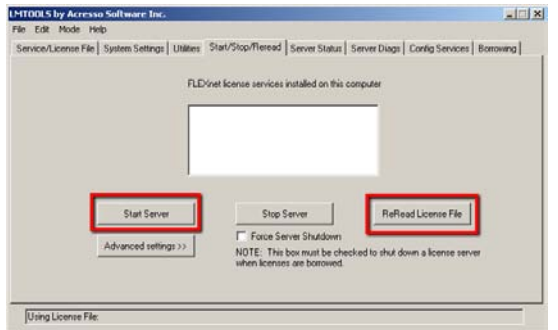 LMTOOLS by Acresso Software Inc.
File Edit Mode Help
Service/License File System Settings Utilities Start/Stop/Reread Server Status Server Diags Config Services Borrowing
FLEXnet license services installed on this computer
Start Server Stop Server ReRead License File
Advanced settings >> Force Server Shutdown
NOTE: This box must be checked to shut down a license server
when licenses are borrowed.
Using License File: